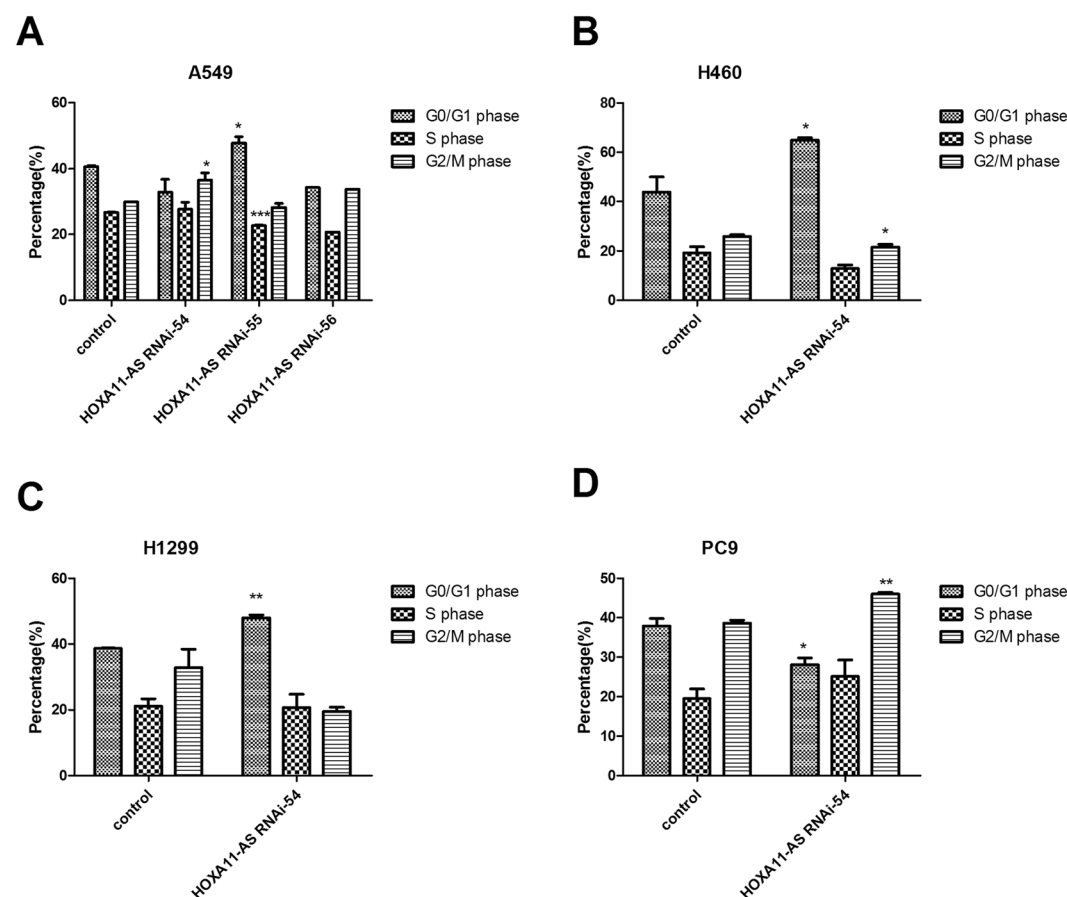 A
A549
Percentage(%)
60
40
20
0
*
*
***
control
HOXA11-AS RNAi-54
HOXA11-AS RNAi-55
HOXA11-AS RNAi-56
G0/G1 phase
S phase
G2/M phase
B
H460
Percentage(%)
80
60
40
20
0
*
*
control
HOXA11-AS RNAi-54
G0/G1 phase
S phase
G2/M phase
C
H1299
Percentage(%)
60
40
20
0
**
control
HOXA11-AS RNAi-54
G0/G1 phase
S phase
G2/M phase
D
PC9
Percentage(%)
50
40
30
20
10
0
*
**
control
HOXA11-AS RNAi-54
G0/G1 phase
S phase
G2/M phase